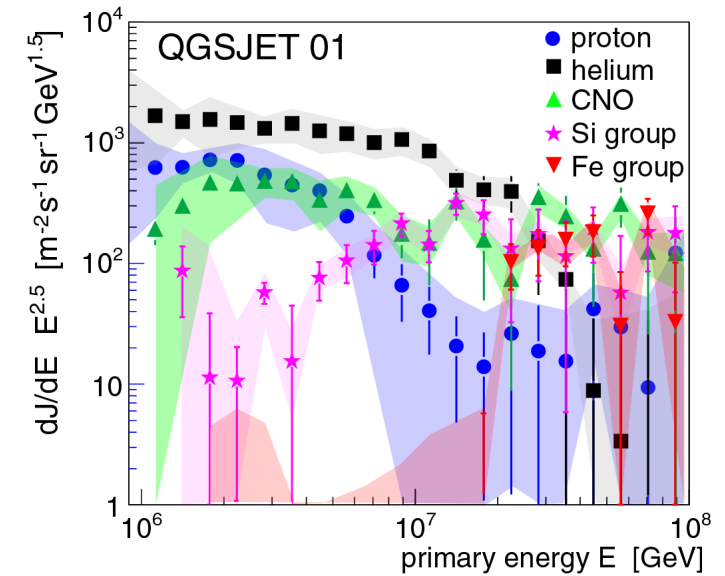 QGSJET 01
proton
helium
CNO
Si group
Fe group
dJ/dE E^2.5 [m^-2 s^-1 sr^-1 GeV^1.5]
10^4
10^3
10^2
10
1
10^6 10^7 10^8
primary energy E [GeV]